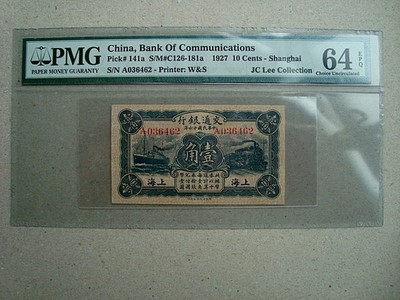 PMG
PAPER MONEY GUARANTY
China, Bank Of Communications
Pick# 141a S/M#C126-181a 1927 10 Cents - Shanghai
S/N A036462 - Printer: W&S
JC Lee Collection
64 EPQ
Choice Uncirculated
行銀通交
A036462 A036462
角壹
海上 海上